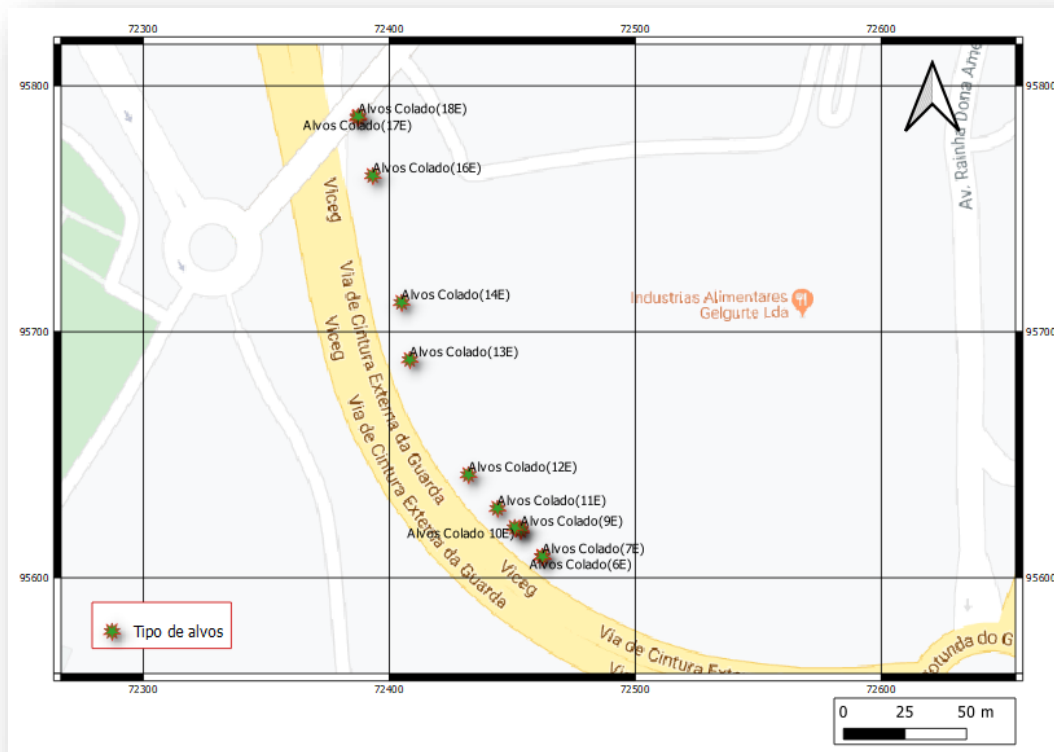 72300 72400 72500 72600
95800 95800
Alvos Colado(18E)
Alvos Colado(17E)
Alvos Colado(16E)
Av. Rainha Dona Ame
Viceg
Via de Cintura Externa da Guarda
Alvos Colado(14E)
Industrias Alimentares
Gelgurte Lda
95700 95700
Viceg
Alvos Colado(13E)
Via de Cintura Externa da Guarda
Alvos Colado(12E)
Alvos Colado(11E)
Alvos Colado(9E)
Alvos Colado 10E)
Alvos Colado(7E)
Alvos Colado(6E)
95600 95600
Viceg
Tipo de alvos
Via de Cintura Exter
otunda do G
72300 72400 72500 72600
0 25 50 m